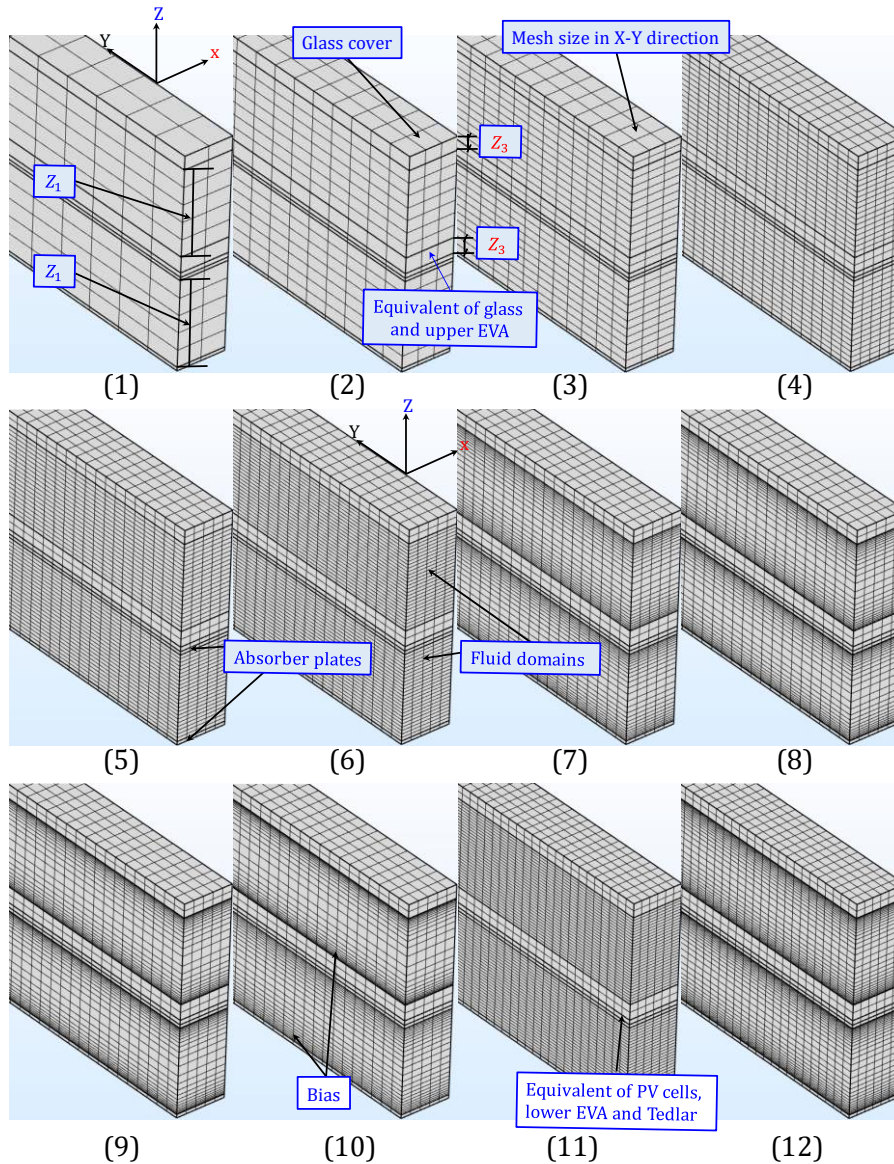 Z
Y
x
Glass cover
Mesh size in X-Y direction
Z₁
Z₃
Z₁
Z₃
Equivalent of glass
and upper EVA
(1)
(2)
(3)
(4)
Z
Y
x
Absorber plates
Fluid domains
(5)
(6)
(7)
(8)
Bias
Equivalent of PV cells,
lower EVA and Tedlar
(9)
(10)
(11)
(12)